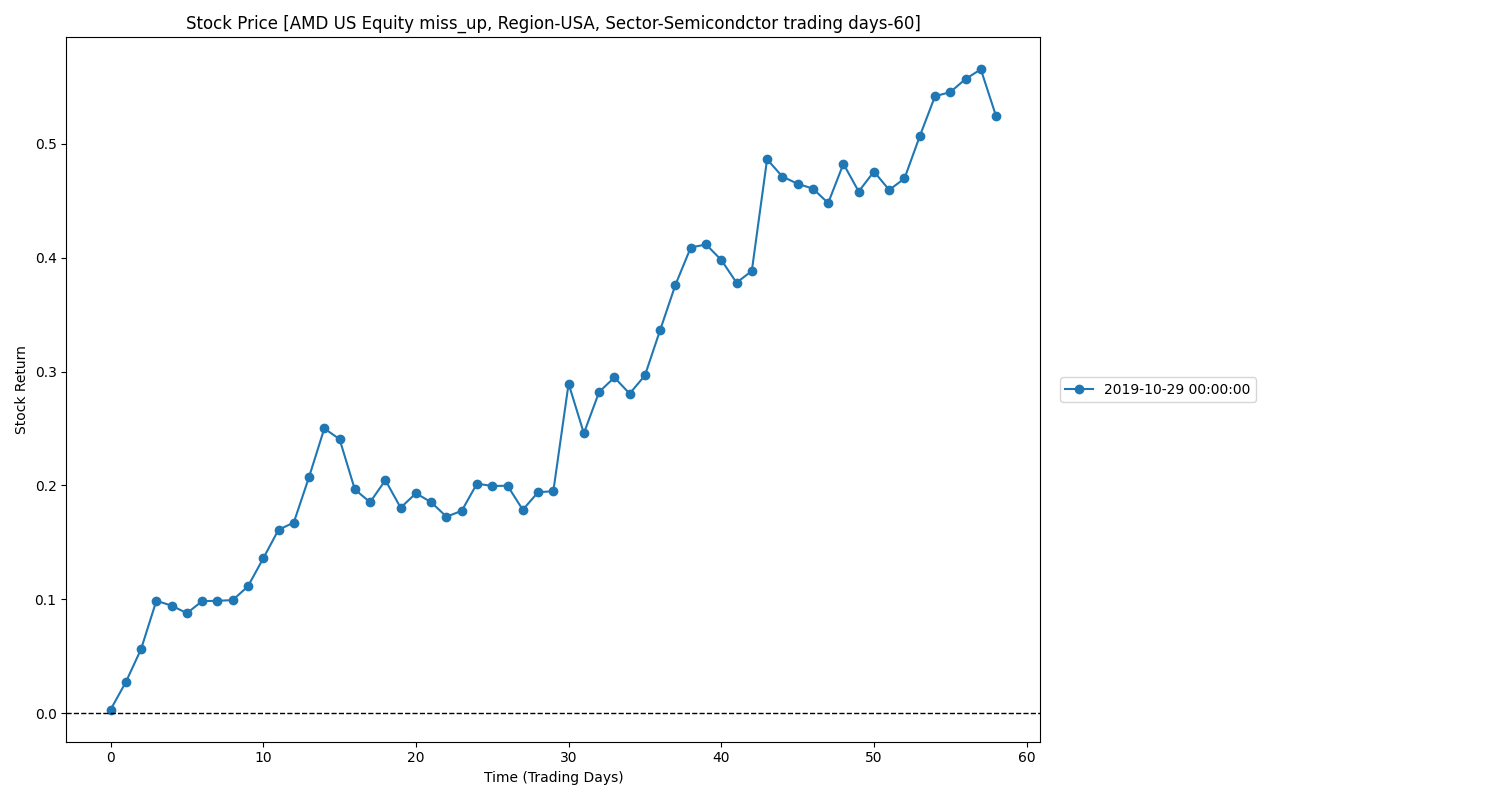 Stock Price [AMD US Equity miss_up, Region-USA, Sector-Semicondctor trading days-60]
Stock Return
0.5
0.4
0.3
0.2
0.1
0.0
0 10 20 30 40 50 60
Time (Trading Days)
2019-10-29 00:00:00